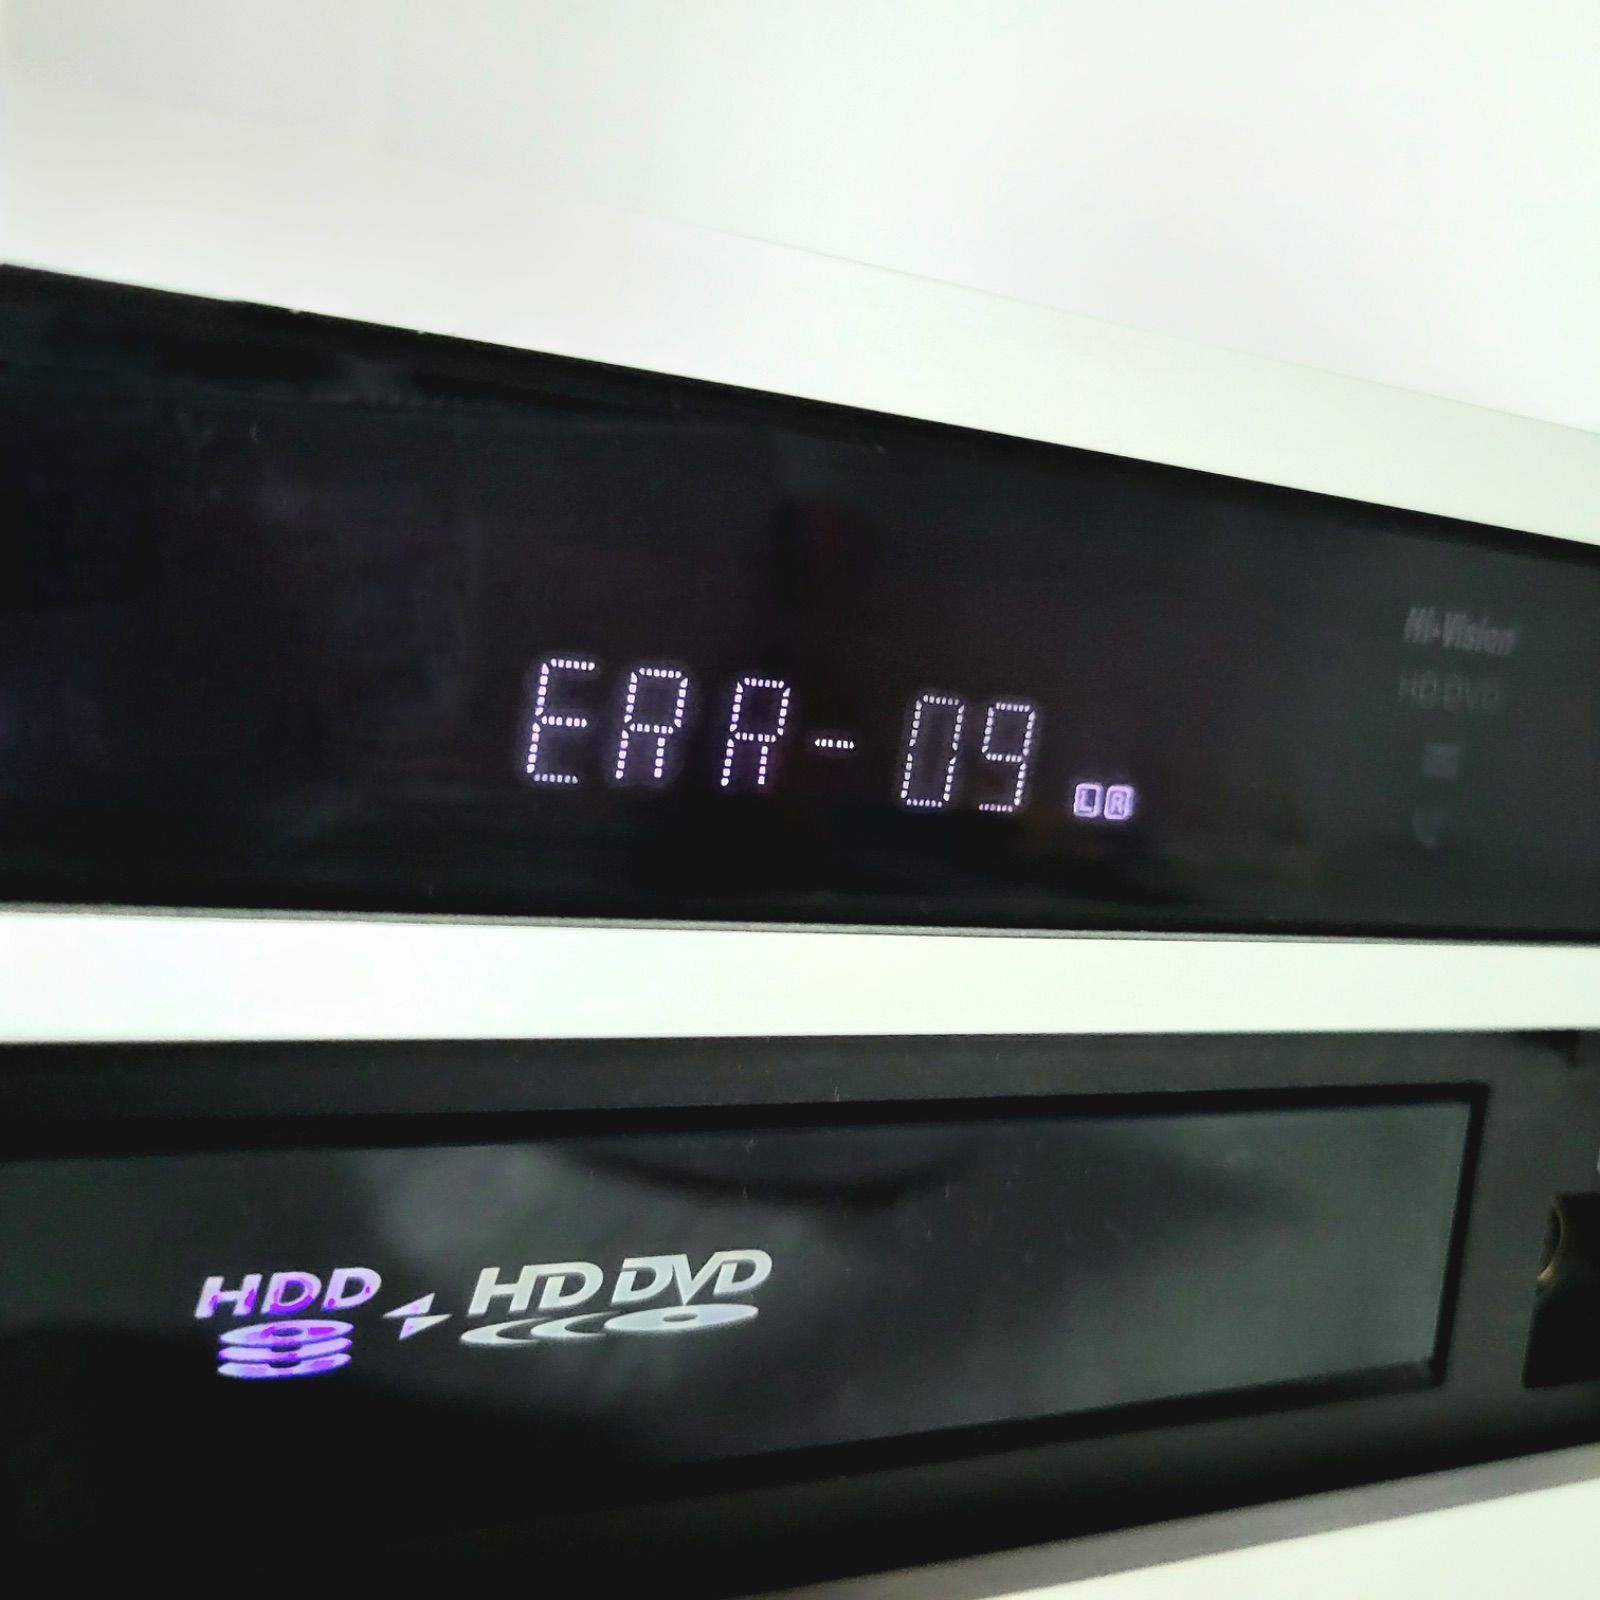 ERR-09 L R
Hi-Vision
HD DVD
HDD + HD DVD